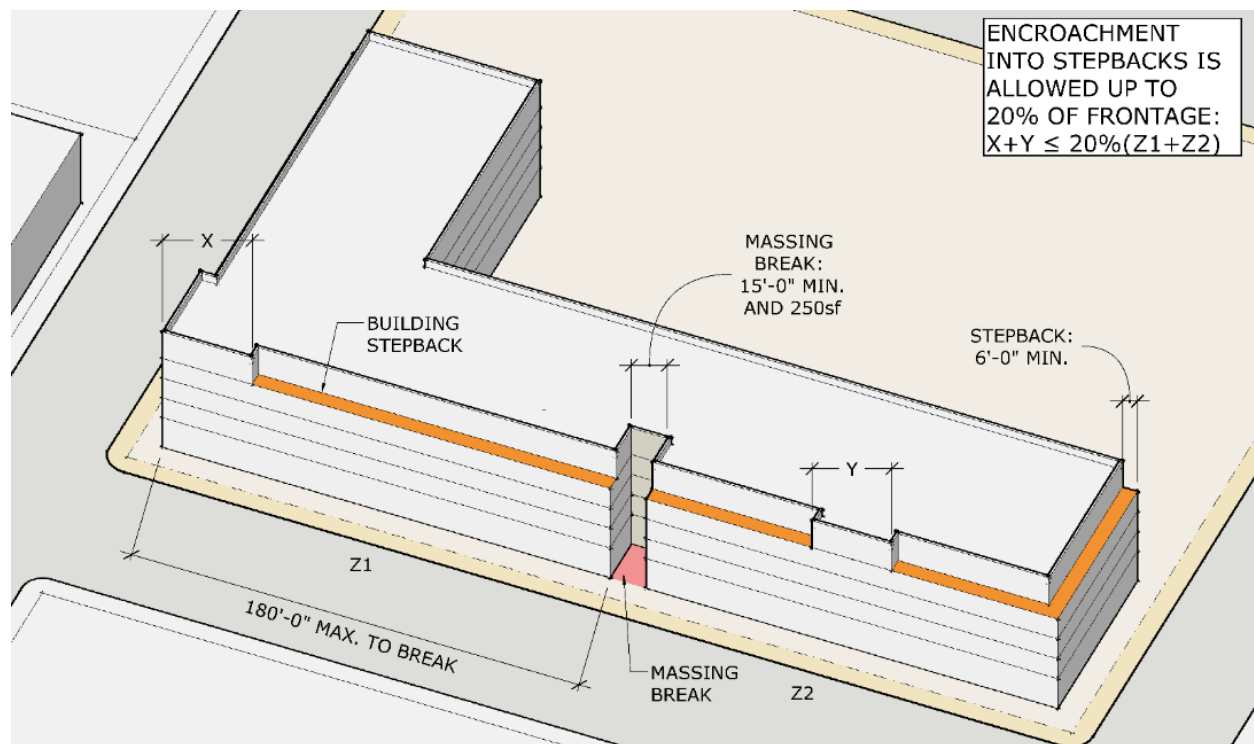 ENCROACHMENT
INTO STEPBACKS IS
ALLOWED UP TO
20% OF FRONTAGE:
X+Y ≤ 20%(Z1+Z2)
X
MASSING
BREAK:
15'-0" MIN.
AND 250sf
BUILDING
STEPBACK
STEPBACK:
6'-0" MIN.
Y
Z1
180'-0" MAX. TO BREAK
MASSING
BREAK
Z2